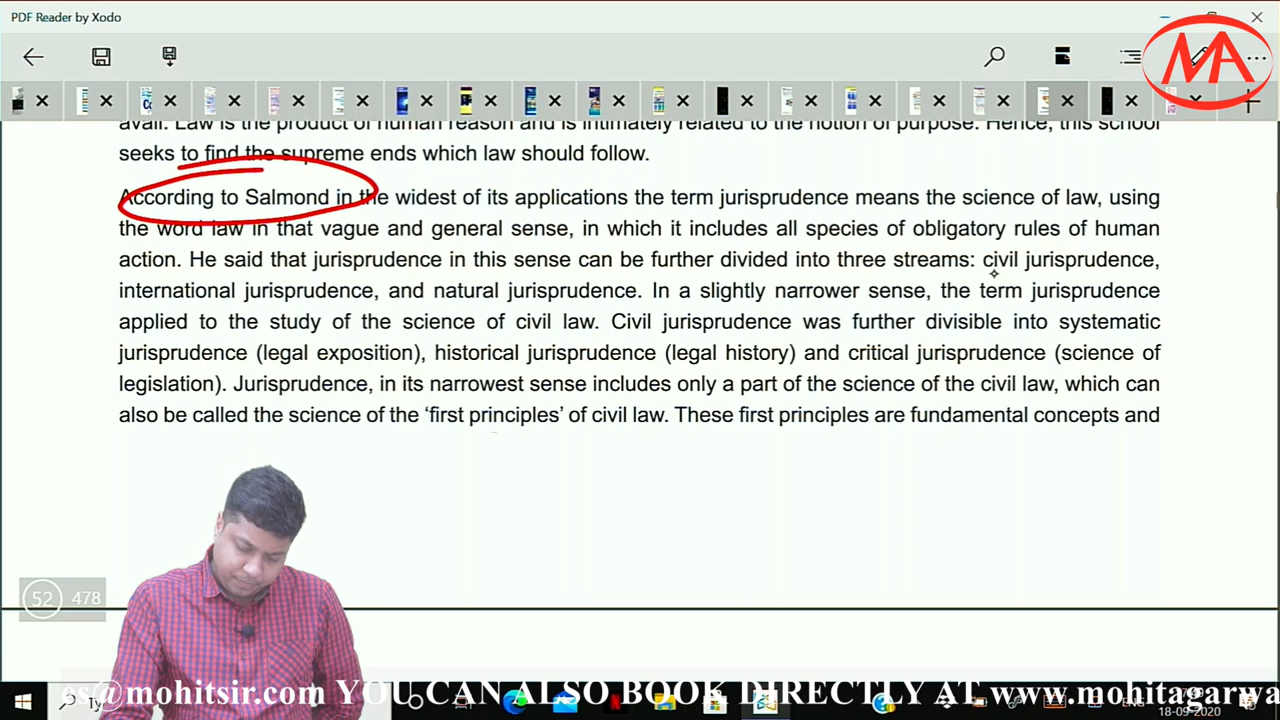 PDF Reader by Xodo
MA
avail. Law is the product of human reason and is intimately related to the notion of purpose. Hence, this school
seeks to find the supreme ends which law should follow.
According to Salmond in the widest of its applications the term jurisprudence means the science of law, using
the word law in that vague and general sense, in which it includes all species of obligatory rules of human
action. He said that jurisprudence in this sense can be further divided into three streams: civil jurisprudence,
international jurisprudence, and natural jurisprudence. In a slightly narrower sense, the term jurisprudence
applied to the study of the science of civil law. Civil jurisprudence was further divisible into systematic
jurisprudence (legal exposition), historical jurisprudence (legal history) and critical jurisprudence (science of
legislation). Jurisprudence, in its narrowest sense includes only a part of the science of the civil law, which can
also be called the science of the ‘first principles’ of civil law. These first principles are fundamental concepts and
52 478
os@mohitsir.com YOU CAN ALSO BOOK DIRECTLY AT www.mohitagarwa
18-09-2020